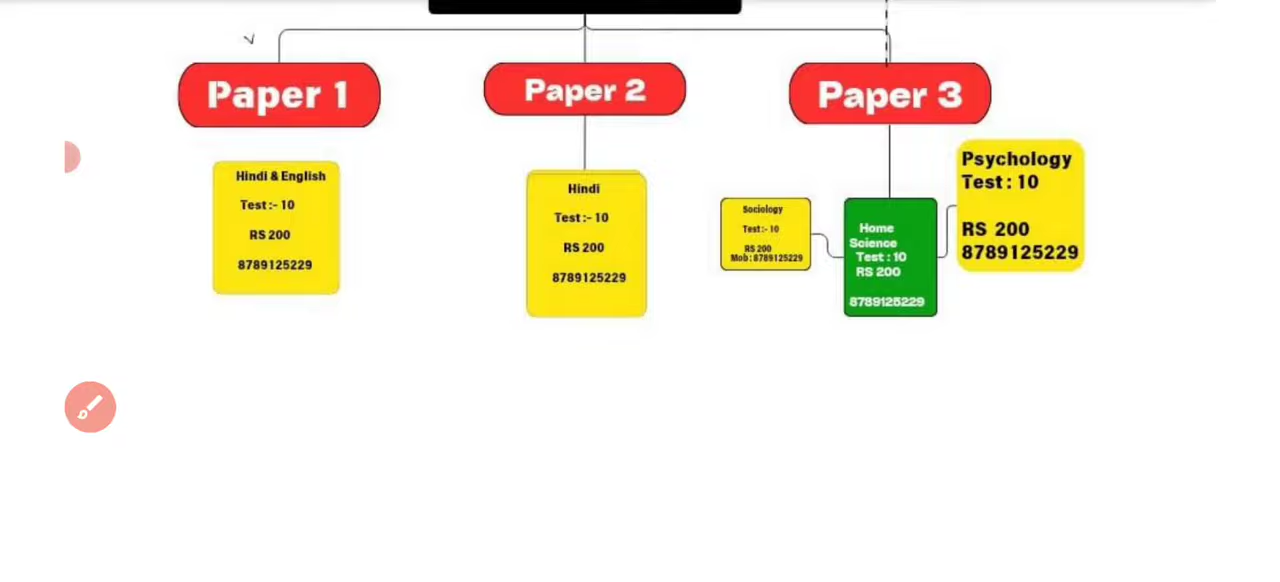 Paper 1
Paper 2
Paper 3
Hindi & English
Test:- 10
RS 200
8789125229
Hindi
Test:- 10
RS 200
8789125229
Sociology
Test:- 10
RS 200
Mob:8789125229
Home
Science
Test : 10
RS 200
8789125229
Psychology
Test : 10
RS 200
8789125229